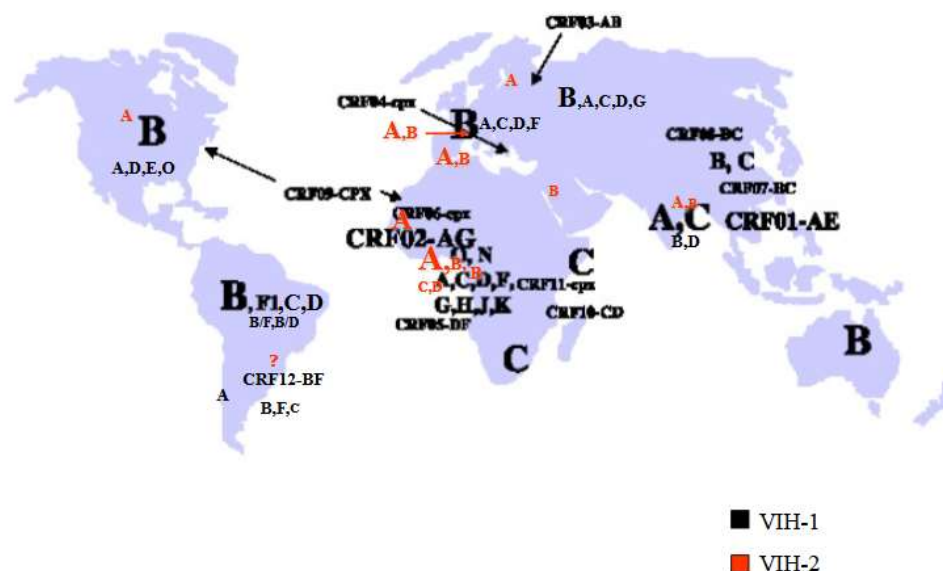 CRF03-AB
A
CRF04-cpx
B,A,C,D,G
A
B
B
A,C,D,F
A,B
CRF08-BC
A,D,E,O
A,B
B, C
CRF09-CPX
B
CRF07-BC
CRF06-cpx
A
A,B
A,C
CRF01-AE
CRF02-AG
B,D
O, N
A,B,
B
C
A,C,D,F,
CRF11-cpx
C,D
B,F1,C,D
G,H,J,K
CRF10-CD
B/F,B/D
CRF05-DF
B
?
C
CRF12-BF
A
B,F,C
VIH-1
VIH-2